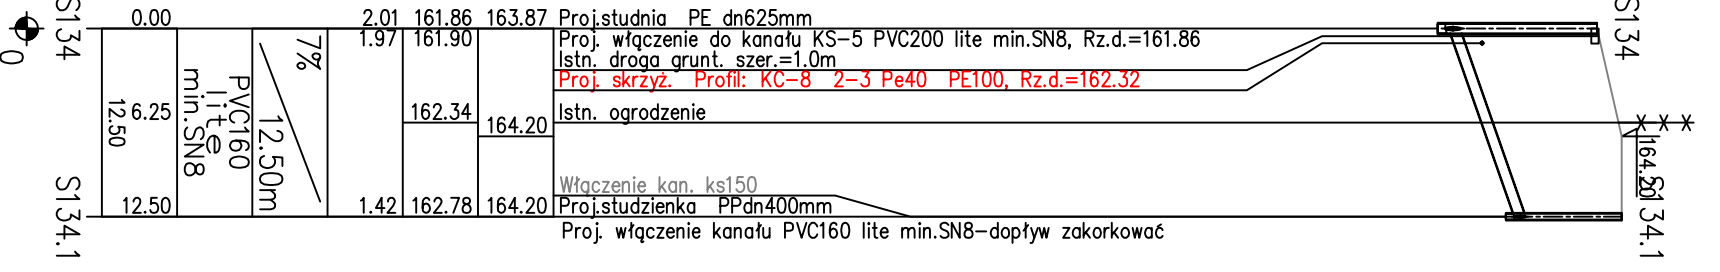 S134
0.00
2.01 161.86 163.87 Proj.studnia PE dn625mm
1.97 161.90 Proj. włączenie do kanału KS-5 PVC200 lite min.SN8, Rz.d.=161.86
Istn. droga grunt. szer.=1.0m
Proj. skrzyż. Profil: KC-8 2-3 Pe40 PE100, Rz.d.=162.32
0
7%
12.50m
PVC160
lite
min.SN8
12.50
6.25
162.34
164.20
Istn. ogrodzenie
Włączenie kan. ks150
S134.1
12.50
1.42 162.78 164.20 Proj.studzienka PPdn400mm
Proj. włączenie kanału PVC160 lite min.SN8-dopływ zakorkować
S134
164.20
S134.1